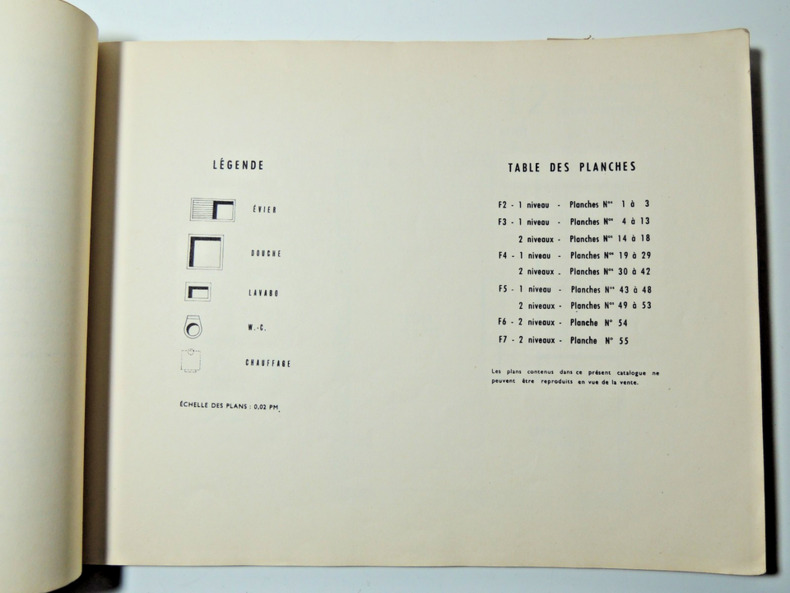 LÉGENDE
ÉVIER
DOUCHE
LAVABO
W.-C.
CHAUFFAGE
ÉCHELLE DES PLANS : 0,02 PM.
TABLE DES PLANCHES
F2 - 1 niveau - Planches Nos 1 à 3
F3 - 1 niveau - Planches Nos 4 à 13
2 niveaux - Planches Nos 14 à 18
F4 - 1 niveau - Planches Nos 19 à 29
2 niveaux - Planches Nos 30 à 42
F5 - 1 niveau - Planches Nos 43 à 48
2 niveaux - Planches Nos 49 à 53
F6 - 2 niveaux - Planche N° 54
F7 - 2 niveaux - Planche N° 55
Les plans contenus dans ce présent catalogue ne
peuvent être reproduits en vue de la vente.